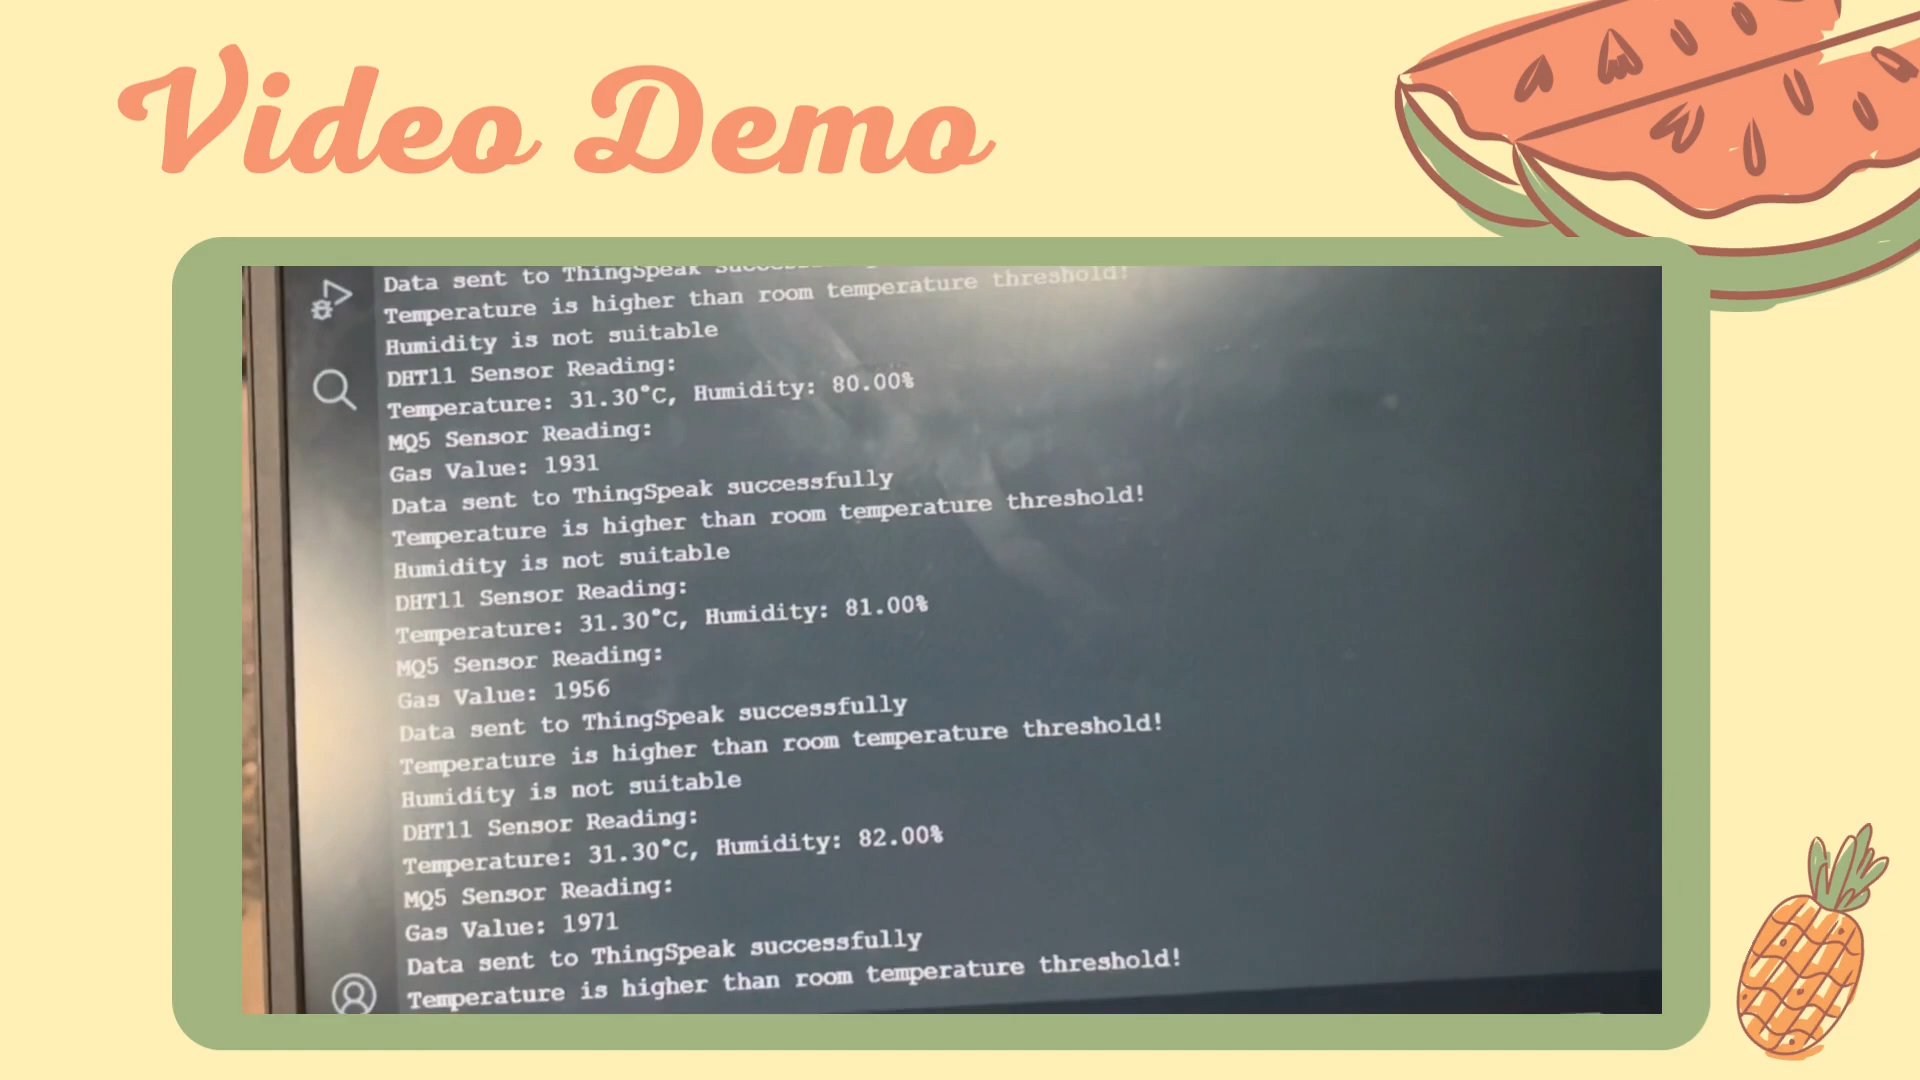 Video Demo
Data sent to ThingSpeak
Temperature is higher than room temperature threshold!
Humidity is not suitable
DHT11 Sensor Reading:
Temperature: 31.30°C, Humidity: 80.00%
MQ5 Sensor Reading:
Gas Value: 1931
Data sent to ThingSpeak successfully
Temperature is higher than room temperature threshold!
Humidity is not suitable
DHT11 Sensor Reading:
Temperature: 31.30°C, Humidity: 81.00%
MQ5 Sensor Reading:
Gas Value: 1956
Data sent to ThingSpeak successfully
Temperature is higher than room temperature threshold!
Humidity is not suitable
DHT11 Sensor Reading:
Temperature: 31.30°C, Humidity: 82.00%
MQ5 Sensor Reading:
Gas Value: 1971
Data sent to ThingSpeak successfully
Temperature is higher than room temperature threshold!